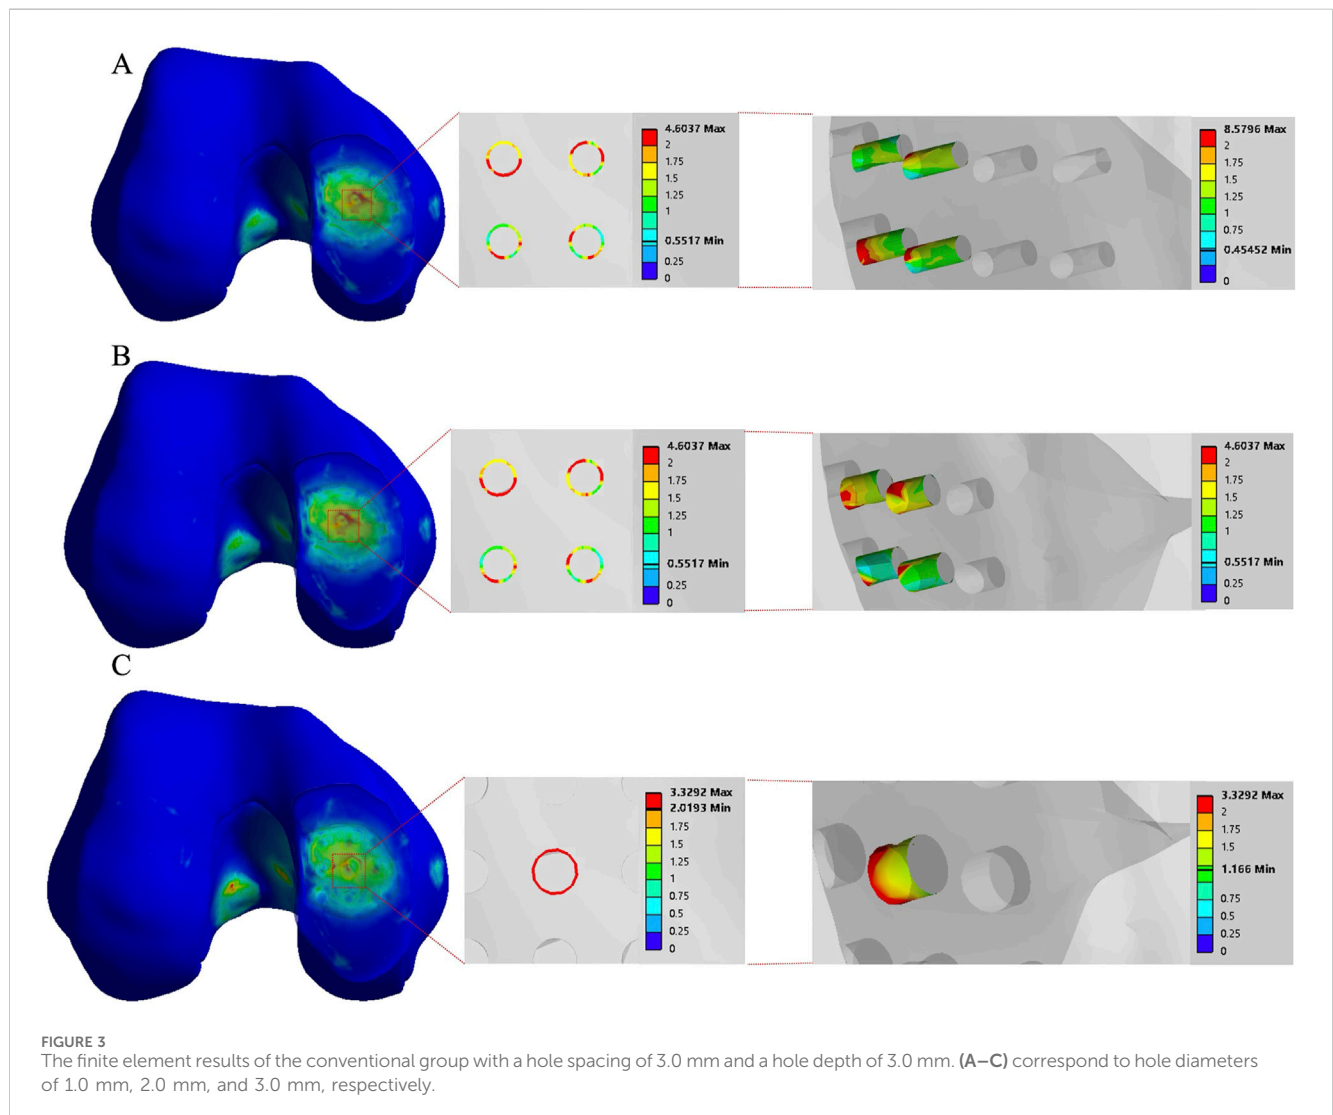 A
4.6037 Max
2
1.75
1.5
1.25
1
0.5517 Min
0.25
0
8.5796 Max
2
1.75
1.5
1.25
1
0.75
0.45452 Min
0
B
4.6037 Max
2
1.75
1.5
1.25
1
0.5517 Min
0.25
0
4.6037 Max
2
1.75
1.5
1.25
1
0.5517 Min
0.25
0
C
3.3292 Max
2.0193 Min
1.75
1.5
1.25
1
0.75
0.5
0.25
0
3.3292 Max
2
1.75
1.5
1.166 Min
0.75
0.5
0.25
0
FIGURE 3
The finite element results of the conventional group with a hole spacing of 3.0 mm and a hole depth of 3.0 mm. (A–C) correspond to hole diameters
of 1.0 mm, 2.0 mm, and 3.0 mm, respectively.